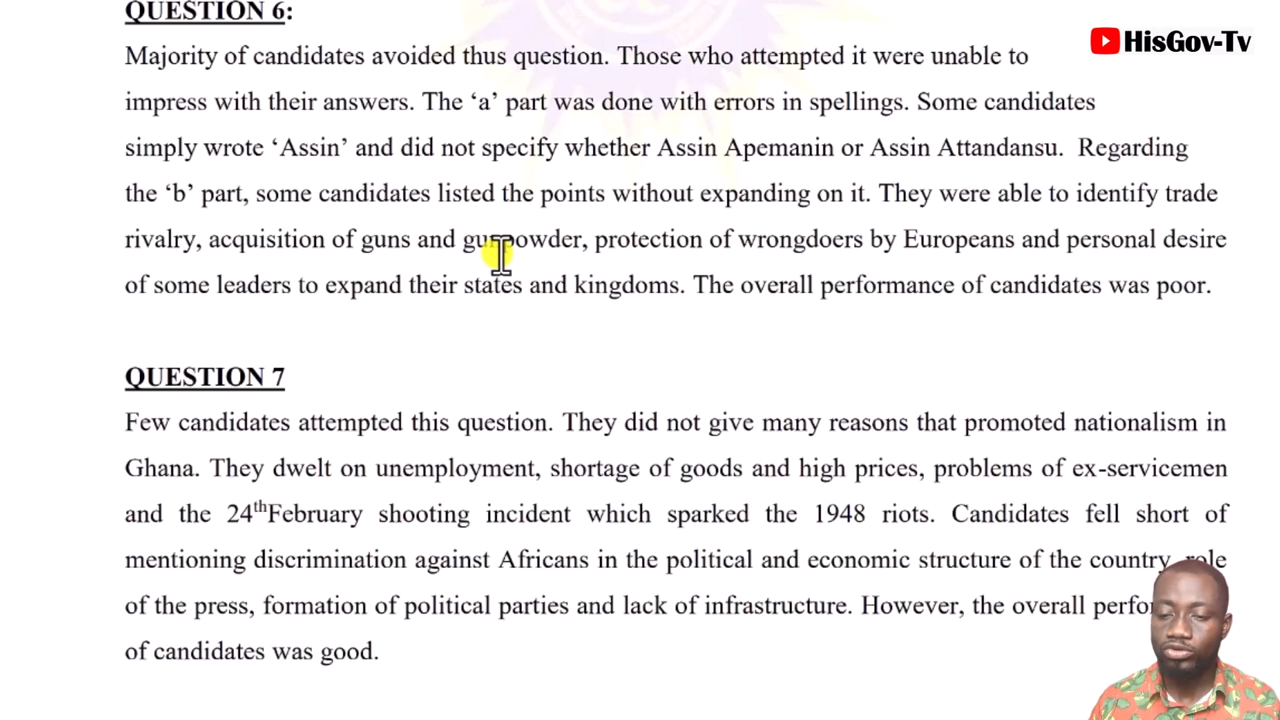 QUESTION 6:
HisGov-Tv
Majority of candidates avoided thus question. Those who attempted it were unable to
impress with their answers. The ‘a’ part was done with errors in spellings. Some candidates
simply wrote ‘Assin’ and did not specify whether Assin Apemanin or Assin Attandansu. Regarding
the ‘b’ part, some candidates listed the points without expanding on it. They were able to identify trade
rivalry, acquisition of guns and gunpowder, protection of wrongdoers by Europeans and personal desire
of some leaders to expand their states and kingdoms. The overall performance of candidates was poor.
QUESTION 7
Few candidates attempted this question. They did not give many reasons that promoted nationalism in
Ghana. They dwelt on unemployment, shortage of goods and high prices, problems of ex-servicemen
and the 24thFebruary shooting incident which sparked the 1948 riots. Candidates fell short of
mentioning discrimination against Africans in the political and economic structure of the country, role
of the press, formation of political parties and lack of infrastructure. However, the overall perfo
of candidates was good.